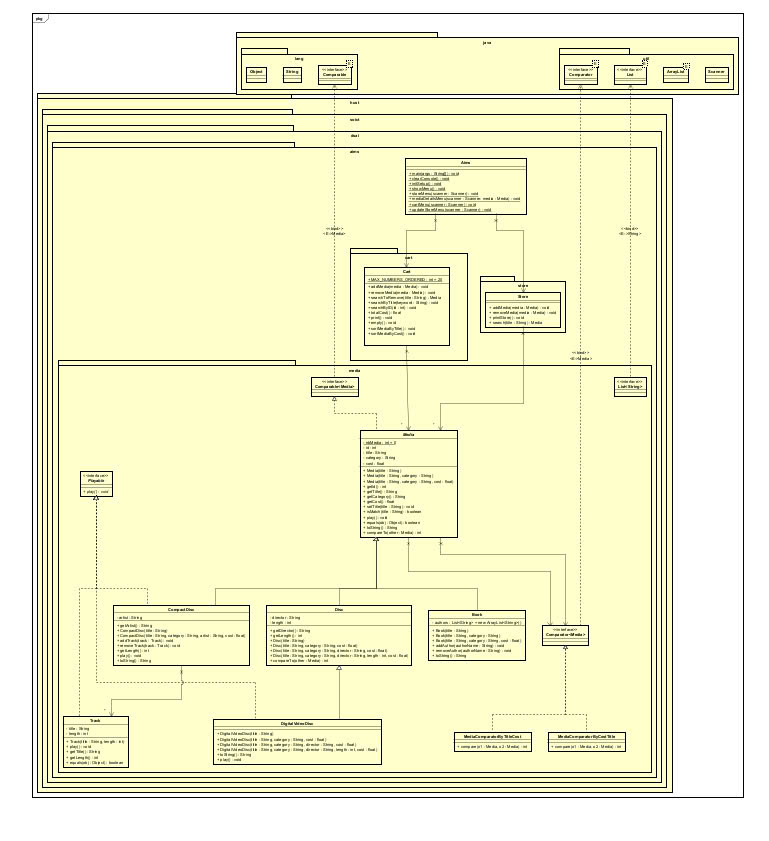 pkg
java
lang
Object
String
<<interface>>
Comparable
<<interface>>
Comparator
<<interface>>
List
ArrayList
Scanner
hust
soict
dsai
aims
Aims
+ main(args : String[]) : void
+ clearConsole() : void
+ initSetup() : void
+ showMenu() : void
+ storeMenu(scanner : Scanner) : void
+ mediaDetailsMenu(scanner : Scanner, media : Media) : void
+ cartMenu(scanner : Scanner) : void
+ updateStoreMenu(scanner : Scanner) : void
<<bind>>
<E->Media>
<<bind>>
<E->String>
cart
Cart
+ MAX_NUMBERS_ORDERED : int = 20
+ addMedia(media : Media) : void
+ removeMedia(media : Media) : void
+ searchToRemove(title : String) : Media
+ searchByTitle(keyword : String) : void
+ searchByID(id : int) : void
+ totalCost() : float
+ print() : void
+ empty() : void
+ sortMediaByTitle() : void
+ sortMediaByCost() : void
store
Store
+ addMedia(media : Media) : void
+ removeMedia(media : Media) : void
+ printStore() : void
+ search(title : String) : Media
<<bind>>
<E->Media>
media
<<interface>>
Comparable<Media>
<<interface>>
List<String>
Media
- nbMedia : int = 0
- id : int
- title : String
- category : String
- cost : float
+ Media(title : String)
+ Media(title : String, category : String)
+ Media(title : String, category : String, cost : float)
+ getId() : int
+ getTitle() : String
+ getCategory() : String
+ getCost() : float
+ setTitle(title : String) : void
+ isMatch(title : String) : boolean
+ play() : void
+ equals(obj : Object) : boolean
+ toString() : String
+ compareTo(other : Media) : int
<<interface>>
Playable
+ play() : void
CompactDisc
- artist : String
+ getArtist() : String
+ CompactDisc(title : String)
+ CompactDisc(title : String, category : String, artist : String, cost : float)
+ addTrack(track : Track) : void
+ removeTrack(track : Track) : void
+ getLength() : int
+ play() : void
+ toString() : String
Disc
- director : String
- length : int
+ getDirector() : String
+ getLength() : int
+ Disc(title : String)
+ Disc(title : String, category : String, cost : float)
+ Disc(title : String, category : String, director : String, cost : float)
+ Disc(title : String, category : String, director : String, length : int, cost : float)
+ compareTo(other : Media) : int
Book
- authors : List<String> = new ArrayList<String>()
+ Book(title : String)
+ Book(title : String, category : String)
+ Book(title : String, category : String, cost : float)
+ addAuthor(authorName : String) : void
+ removeAuthor(authorName : String) : void
+ toString() : String
<<interface>>
Comparator<Media>
Track
- title : String
- length : int
+ Track(title : String, length : int)
+ play() : void
+ getTitle() : String
+ getLength() : int
+ equals(obj : Object) : boolean
DigitalVideoDisc
+ DigitalVideoDisc(title : String)
+ DigitalVideoDisc(title : String, category : String, cost : float)
+ DigitalVideoDisc(title : String, category : String, director : String, cost : float)
+ DigitalVideoDisc(title : String, category : String, director : String, length : int, cost : float)
+ toString() : String
+ play() : void
MediaComparatorByTitleCost
+ compare(o1 : Media, o2 : Media) : int
MediaComparatorByCostTitle
+ compare(o1 : Media, o2 : Media) : int